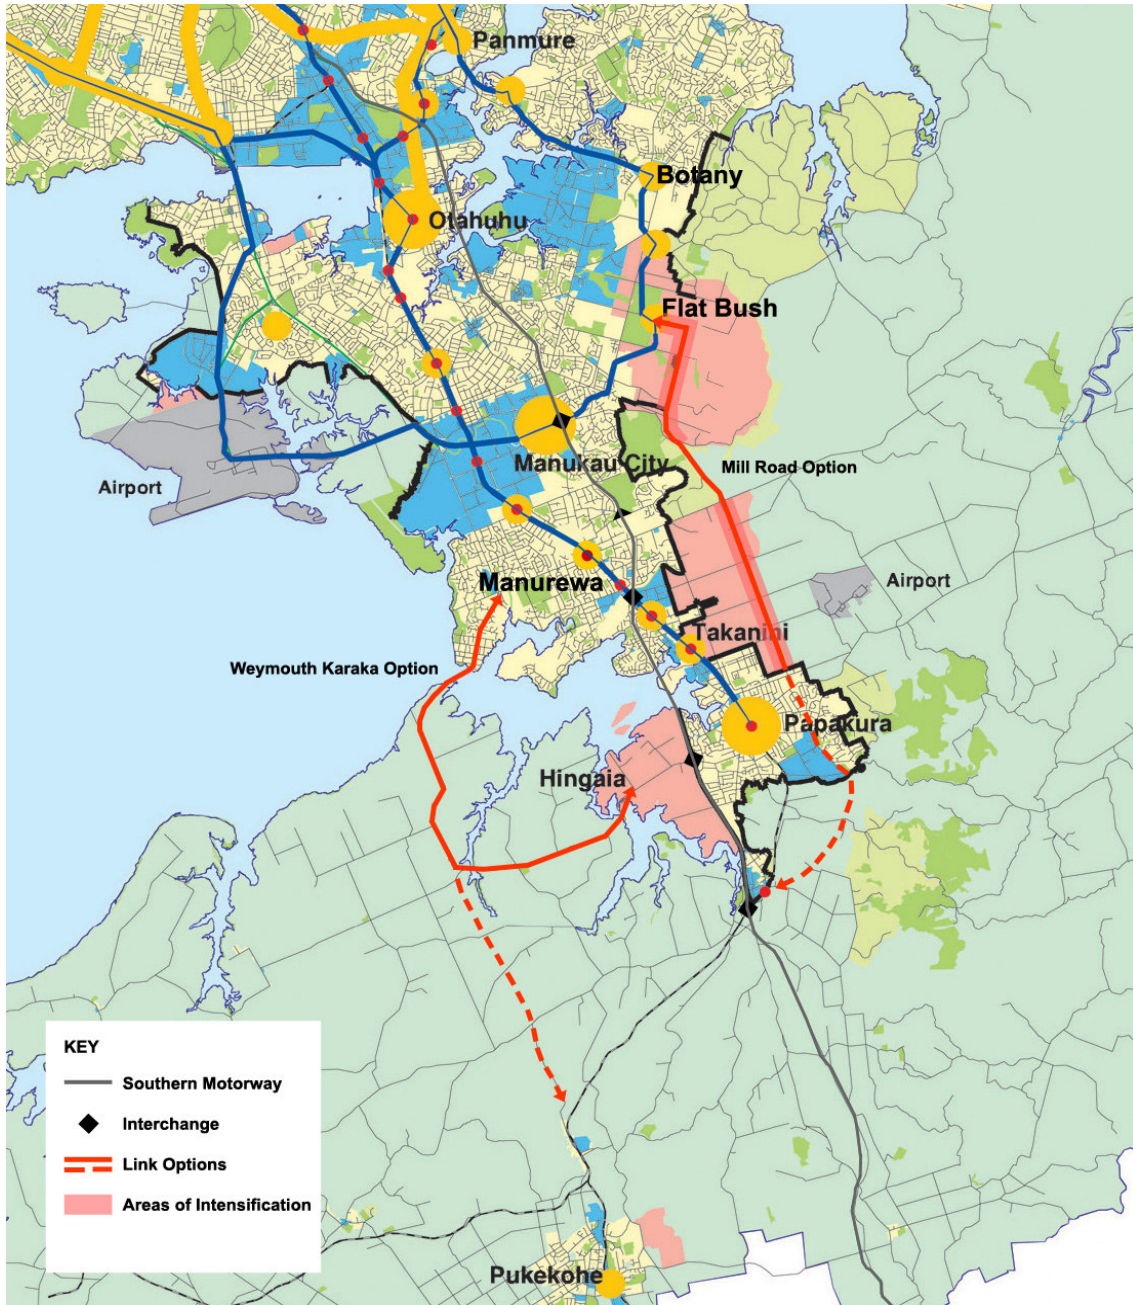 Panmure
Botany
Otahuhu
Flat Bush
Manukau City
Mill Road Option
Airport
Airport
Manurewa
Takanini
Weymouth Karaka Option
Papakura
Hingaia
KEY
Southern Motorway
Interchange
Link Options
Areas of Intensification
Pukekohe